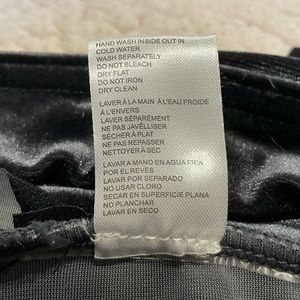 HAND WASH INSIDE OUT IN
COLD WATER
WASH SEPARATELY
DO NOT BLEACH
DRY FLAT
DO NOT IRON
DRY CLEAN
LAVER À LA MAIN À L'EAU FROIDE
À L'ENVERS
LAVER SÉPARÉMENT
NE PAS JAVÉLLISER
SÉCHER À PLAT
NE PAS REPASSER
NETTOYER À SEC
LAVAR A MANO EN AGUA FRIA
POR EL REVES
LAVAR POR SEPARADO
NO USAR CLORO
SECAR EN SUPERFICIE PLANA
NO PLANCHAR
LAVAR EN SECO